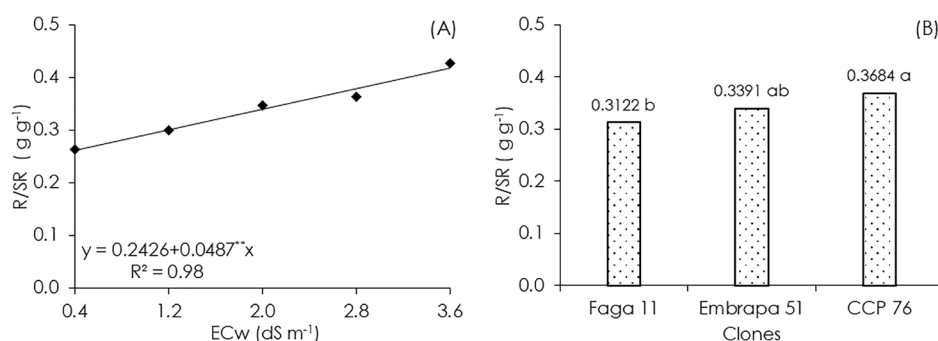 (A)
0.5
0.4
0.3
0.2
0.1
0.0
R/SR ( g g⁻¹)
y = 0.2426+0.0487**x
R² = 0.98
0.4 1.2 2.0 2.8 3.6
ECw (dS m⁻¹)
(B)
0.5
0.4
0.3
0.2
0.1
0.0
R/SR ( g g⁻¹)
0.3122 b
0.3391 ab
0.3684 a
Faga 11 Embrapa 51 CCP 76
Clones